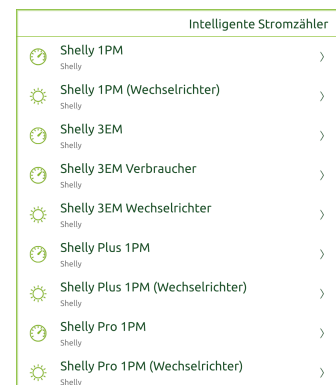 Intelligente Stromzähler
Shelly 1PM
Shelly
Shelly 1PM (Wechselrichter)
Shelly
Shelly 3EM
Shelly
Shelly 3EM Verbraucher
Shelly
Shelly 3EM Wechselrichter
Shelly
Shelly Plus 1PM
Shelly
Shelly Plus 1PM (Wechselrichter)
Shelly
Shelly Pro 1PM
Shelly
Shelly Pro 1PM (Wechselrichter)
Shelly